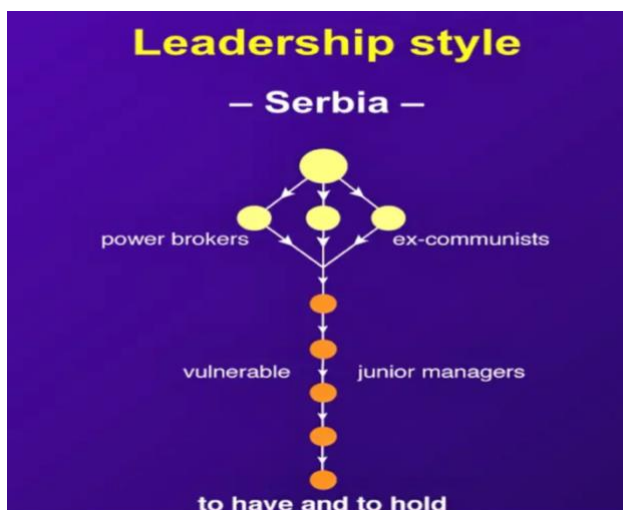 Leadership style
– Serbia –
power brokers ex-communists
vulnerable junior managers
to have and to hold